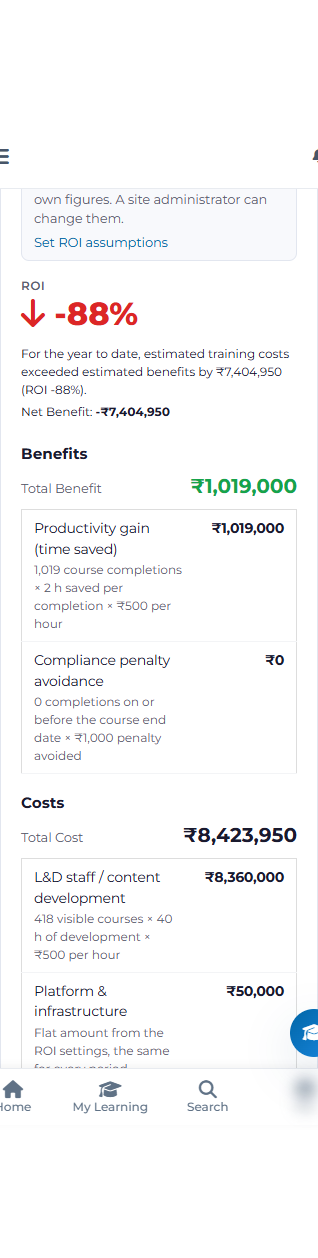 own figures. A site administrator can
change them.
Set ROI assumptions
ROI
-88%
For the year to date, estimated training costs
exceeded estimated benefits by ₹7,404,950
(ROI -88%).
Net Benefit: -₹7,404,950
Benefits
Total Benefit ₹1,019,000
Productivity gain ₹1,019,000
(time saved)
1,019 course completions
× 2 h saved per
completion × ₹500 per
hour
Compliance penalty ₹0
avoidance
0 completions on or
before the course end
date × ₹1,000 penalty
avoided
Costs
Total Cost ₹8,423,950
L&D staff / content ₹8,360,000
development
418 visible courses × 40
h of development ×
₹500 per hour
Platform & ₹50,000
infrastructure
Flat amount from the
ROI settings, the same
for every period
Home My Learning Search